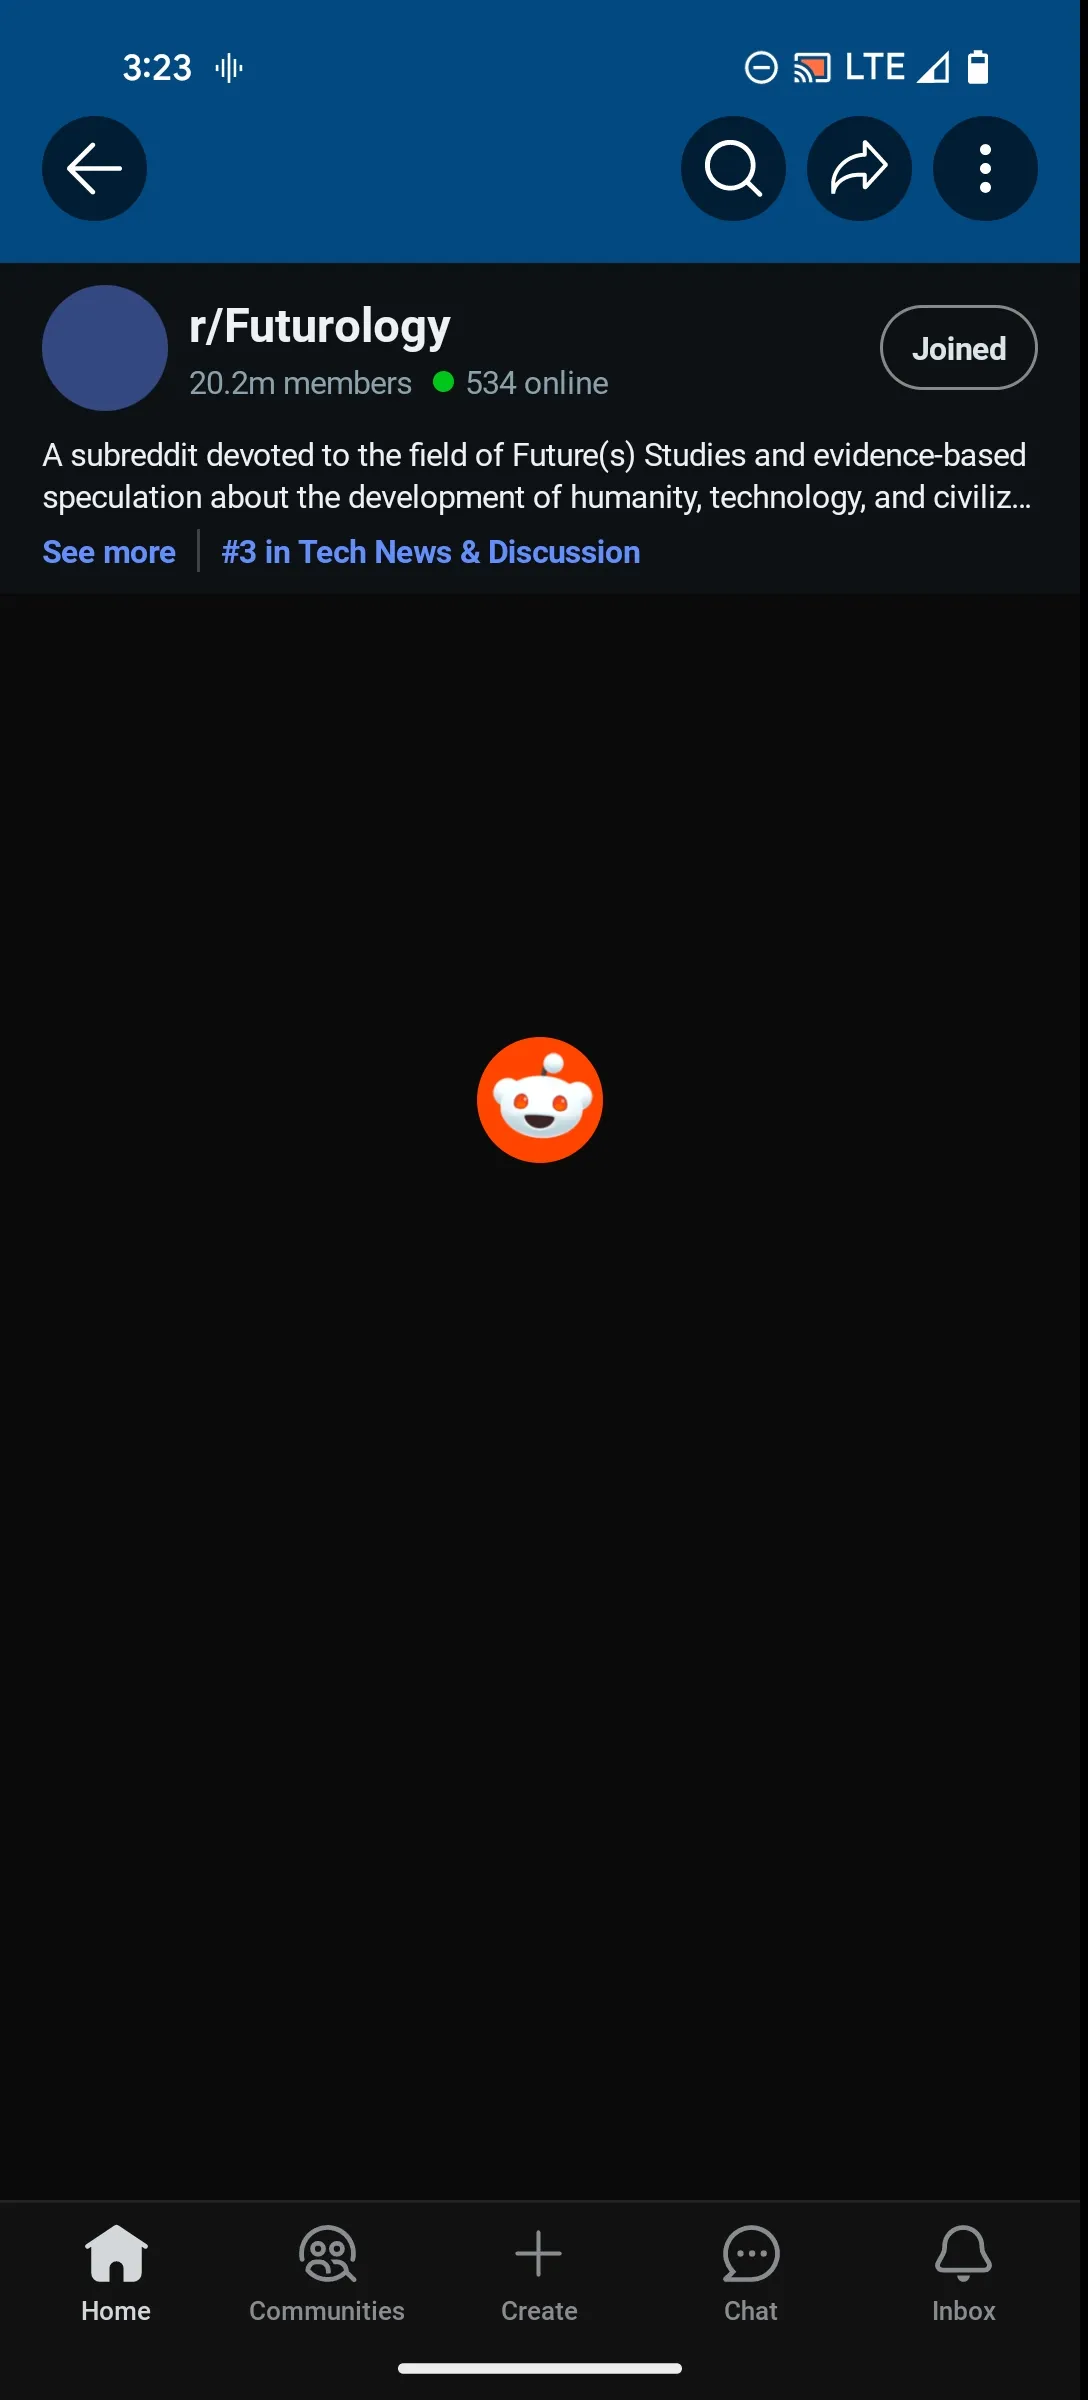 3:23
LTE
r/Futurology
20.2m members 534 online
Joined
A subreddit devoted to the field of Future(s) Studies and evidence-based
speculation about the development of humanity, technology, and civiliz...
See more
#3 in Tech News & Discussion
Home
Communities
Create
Chat
Inbox